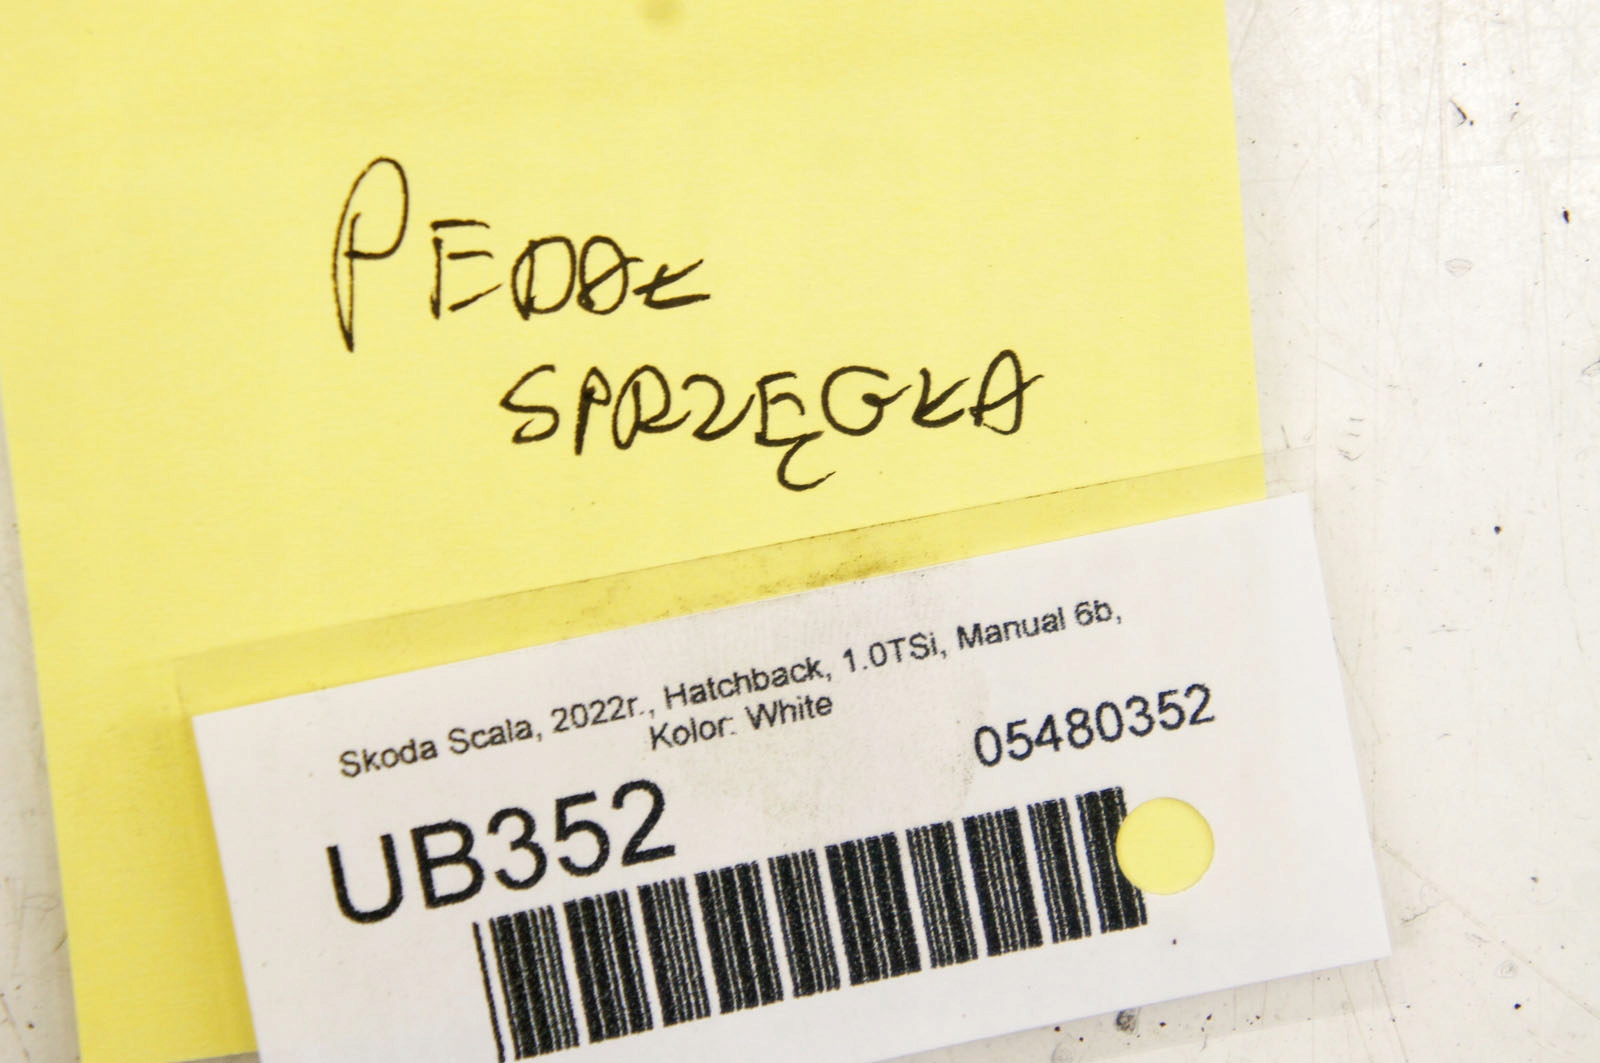 PEDAŁ
SPRZĘGŁA
Skoda Scala, 2022r., Hatchback, 1.0TSi, Manual 6b,
Kolor: White
05480352
UB352